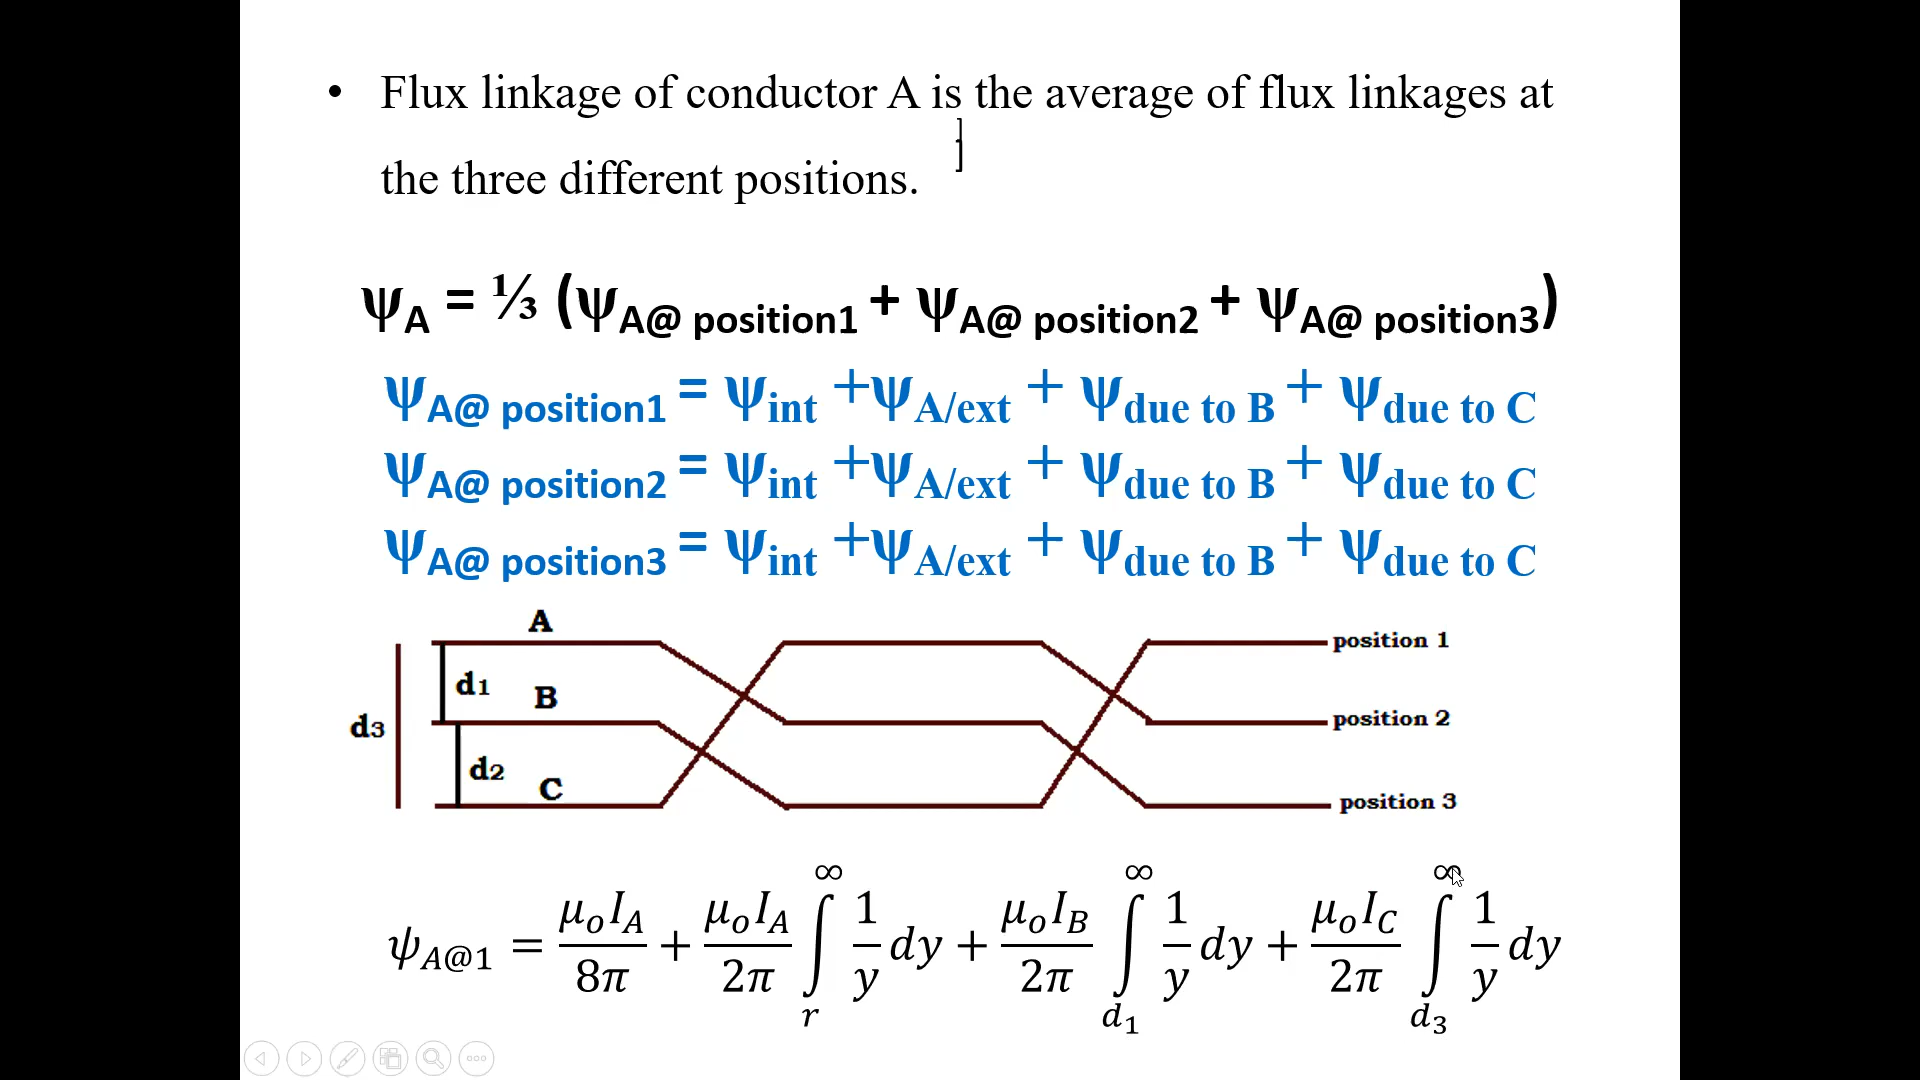 • Flux linkage of conductor A is the average of flux linkages at
the three different positions.
ψA = ⅓ (ψA@ position1 + ψA@ position2 + ψA@ position3)
ψA@ position1 = ψint +ψA/ext + ψdue to B + ψdue to C
ψA@ position2 = ψint +ψA/ext + ψdue to B + ψdue to C
ψA@ position3 = ψint +ψA/ext + ψdue to B + ψdue to C
A
position 1
d1
B
d3
position 2
d2
C
position 3
ψA@1 = μoIA/8π + μoIA/2π ∫r∞ 1/y dy + μoIB/2π ∫d1∞ 1/y dy + μoIC/2π ∫d3∞ 1/y dy